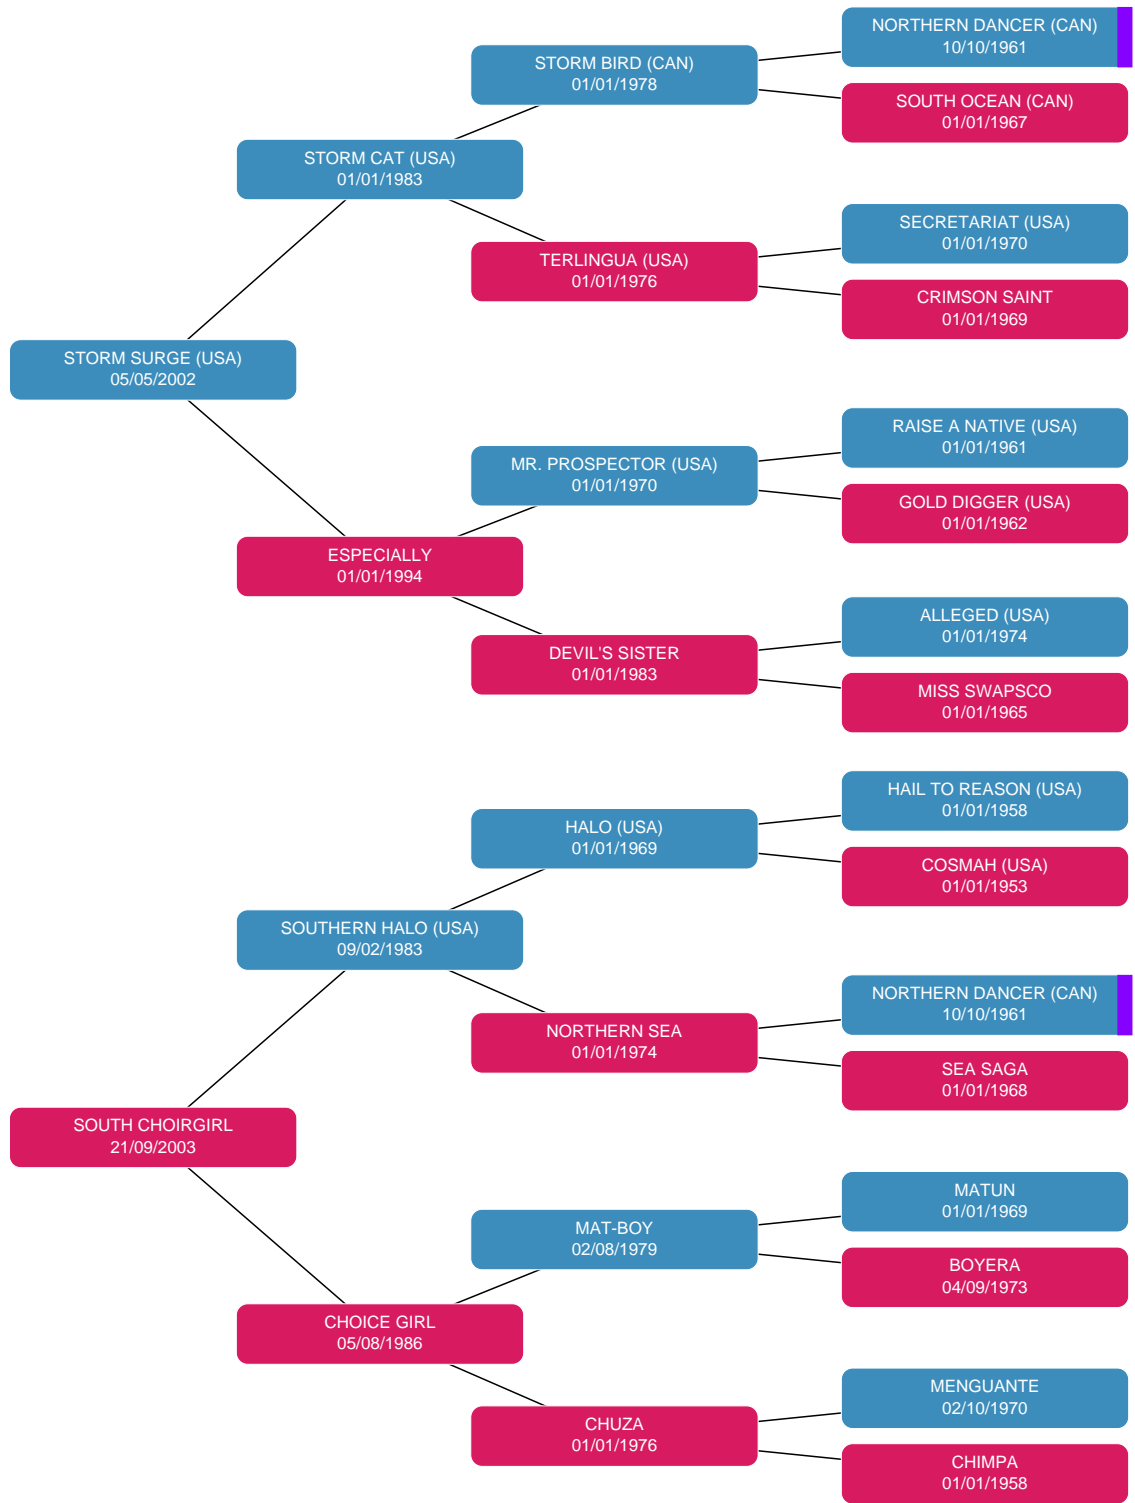 NORTHERN DANCER (CAN)
10/10/1961
STORM BIRD (CAN)
01/01/1978
SOUTH OCEAN (CAN)
01/01/1967
STORM CAT (USA)
01/01/1983
SECRETARIAT (USA)
01/01/1970
TERLINGUA (USA)
01/01/1976
CRIMSON SAINT
01/01/1969
STORM SURGE (USA)
05/05/2002
RAISE A NATIVE (USA)
01/01/1961
MR. PROSPECTOR (USA)
01/01/1970
GOLD DIGGER (USA)
01/01/1962
ESPECIALLY
01/01/1994
ALLEGED (USA)
01/01/1974
DEVIL'S SISTER
01/01/1983
MISS SWAPSCO
01/01/1965
HAIL TO REASON (USA)
01/01/1958
HALO (USA)
01/01/1969
COSMAH (USA)
01/01/1953
SOUTHERN HALO (USA)
09/02/1983
NORTHERN DANCER (CAN)
10/10/1961
NORTHERN SEA
01/01/1974
SEA SAGA
01/01/1968
SOUTH CHOIRGIRL
21/09/2003
MATUN
01/01/1969
MAT-BOY
02/08/1979
BOYERA
04/09/1973
CHOICE GIRL
05/08/1986
MENGUANTE
02/10/1970
CHUZA
01/01/1976
CHIMPA
01/01/1958